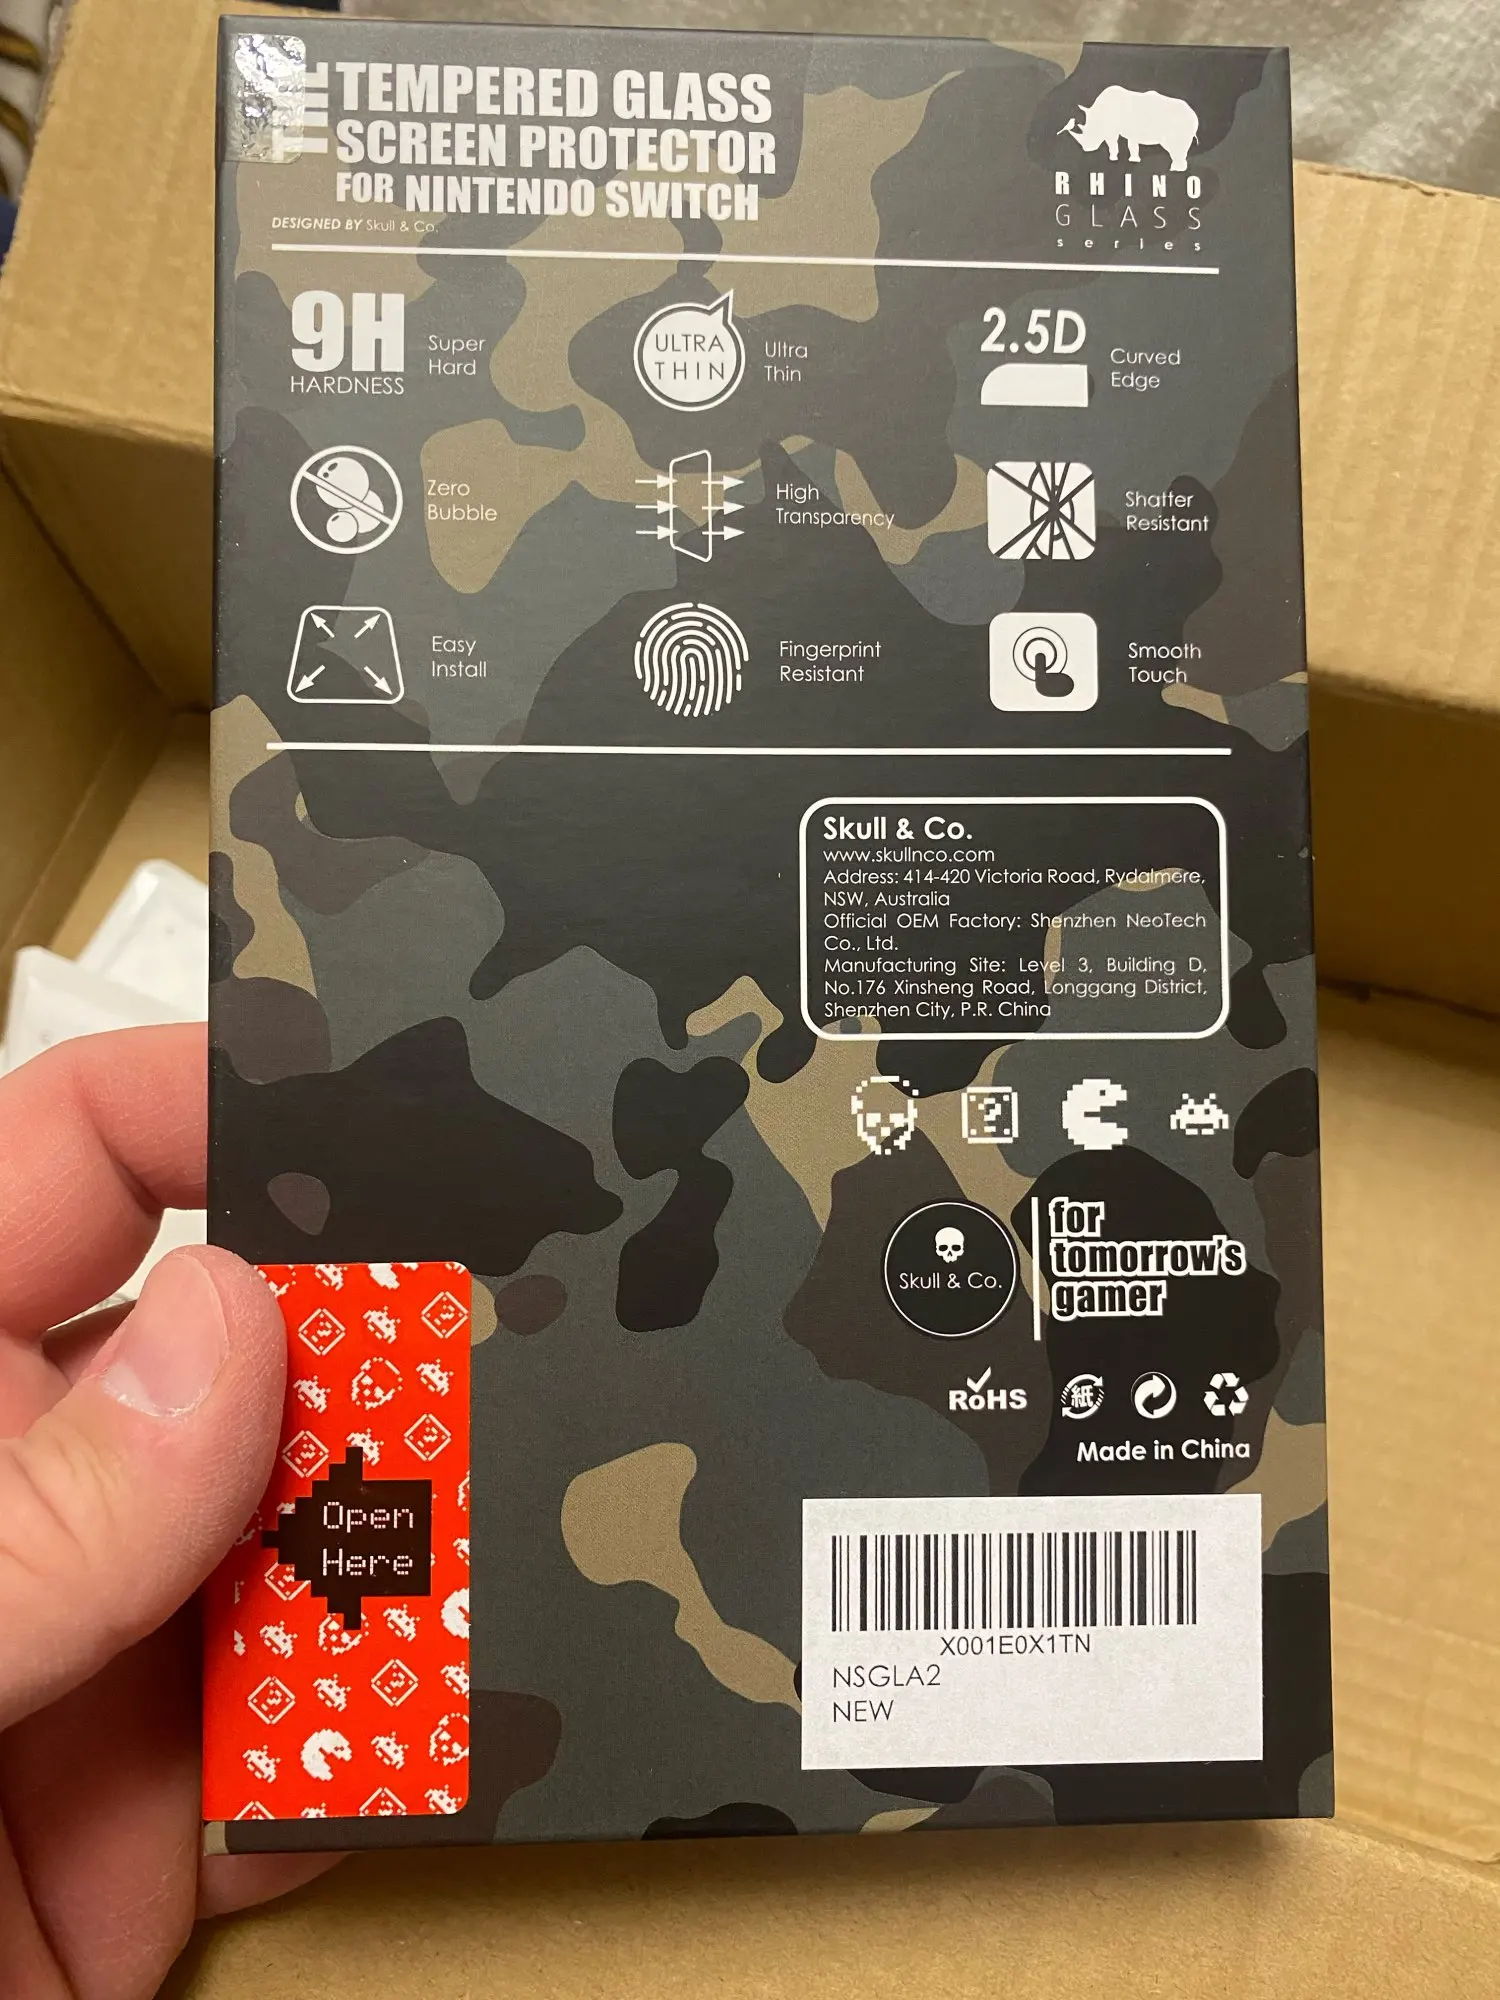 THE
TEMPERED GLASS
SCREEN PROTECTOR
FOR NINTENDO SWITCH
DESIGNED BY Skull & Co.
RHINO
GLASS
series
9H
HARDNESS
Super
Hard
ULTRA
THIN
Ultra
Thin
2.5D
Curved
Edge
Zero
Bubble
High
Transparency
Shatter
Resistant
Easy
Install
Fingerprint
Resistant
Smooth
Touch
Skull & Co.
www.skullnco.com
Address: 414-420 Victoria Road, Rydalmere,
NSW, Australia
Official OEM Factory: Shenzhen NeoTech
Co., Ltd.
Manufacturing Site: Level 3, Building D,
No.176 Xinsheng Road, Longgang District,
Shenzhen City, P.R. China
?
Skull & Co.
for
tomorrow's
gamer
RoHS
紙
Made in China
Open
Here
X001E0X1TN
NSGLA2
NEW